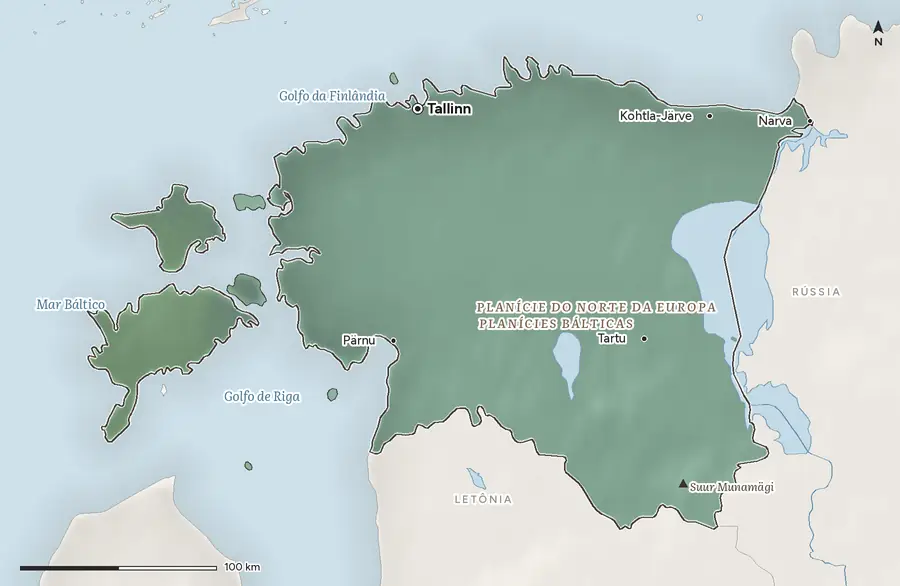 N
Golfo da Finlândia
Tallinn
Kohtla-Järve
Narva
RÚSSIA
Mar Báltico
PLANÍCIE DO NORTE DA EUROPA
PLANÍCIES BÁLTICAS
Tartu
Pärnu
Golfo de Riga
Suur Munamägi
LETÔNIA
100 km